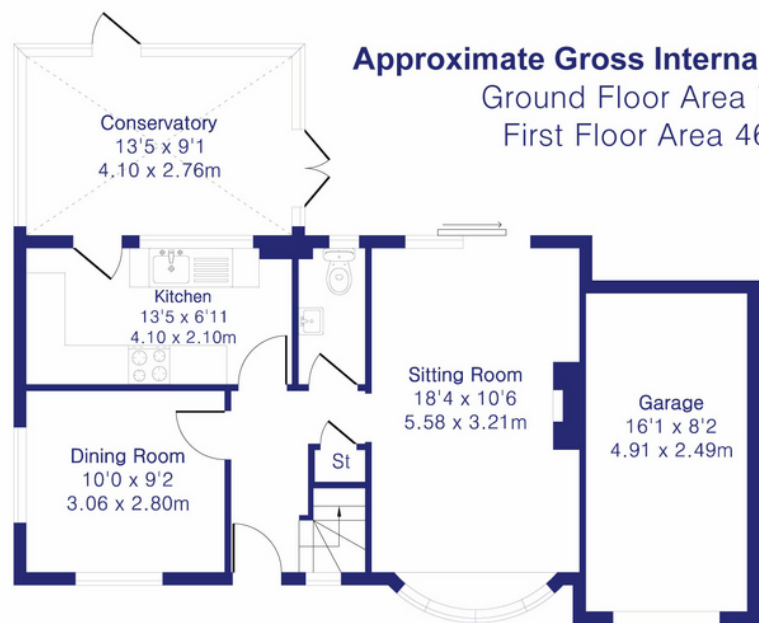 Approximate Gross Interna
Ground Floor Area
First Floor Area 46
Conservatory
13'5 x 9'1
4.10 x 2.76m
Kitchen
13'5 x 6'11
4.10 x 2.10m
Sitting Room
18'4 x 10'6
5.58 x 3.21m
Garage
16'1 x 8'2
4.91 x 2.49m
Dining Room
10'0 x 9'2
3.06 x 2.80m
St